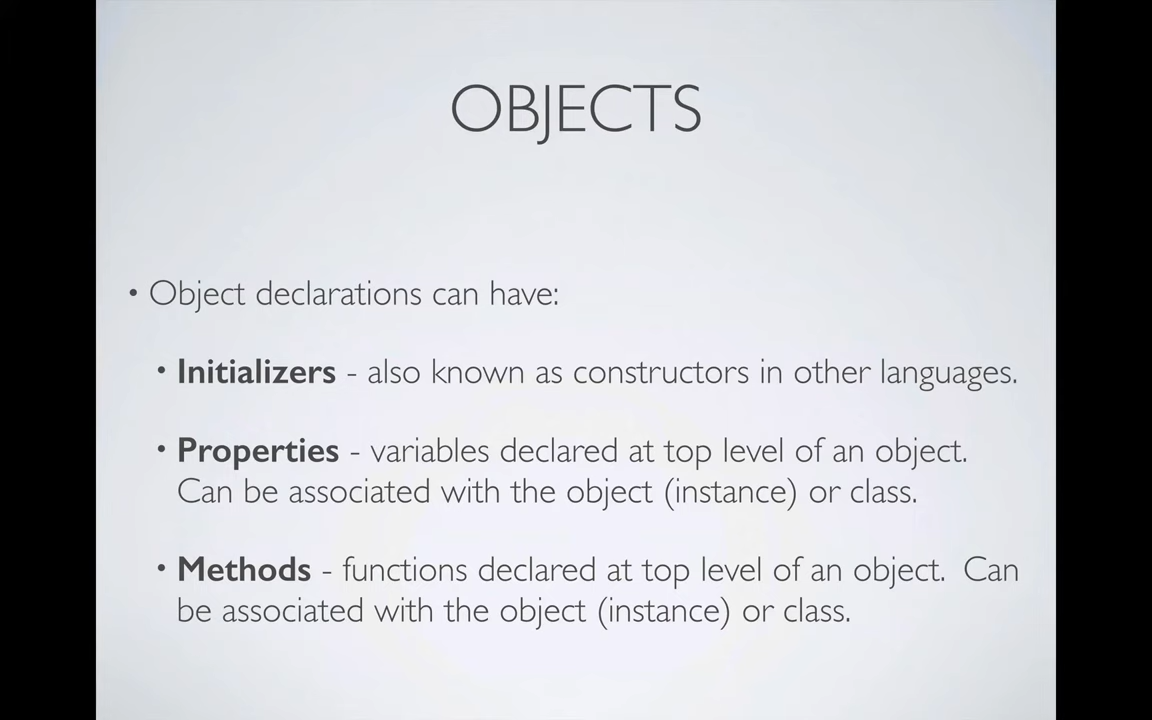 OBJECTS
• Object declarations can have:
• Initializers - also known as constructors in other languages.
• Properties - variables declared at top level of an object.
Can be associated with the object (instance) or class.
• Methods - functions declared at top level of an object.  Can
be associated with the object (instance) or class.